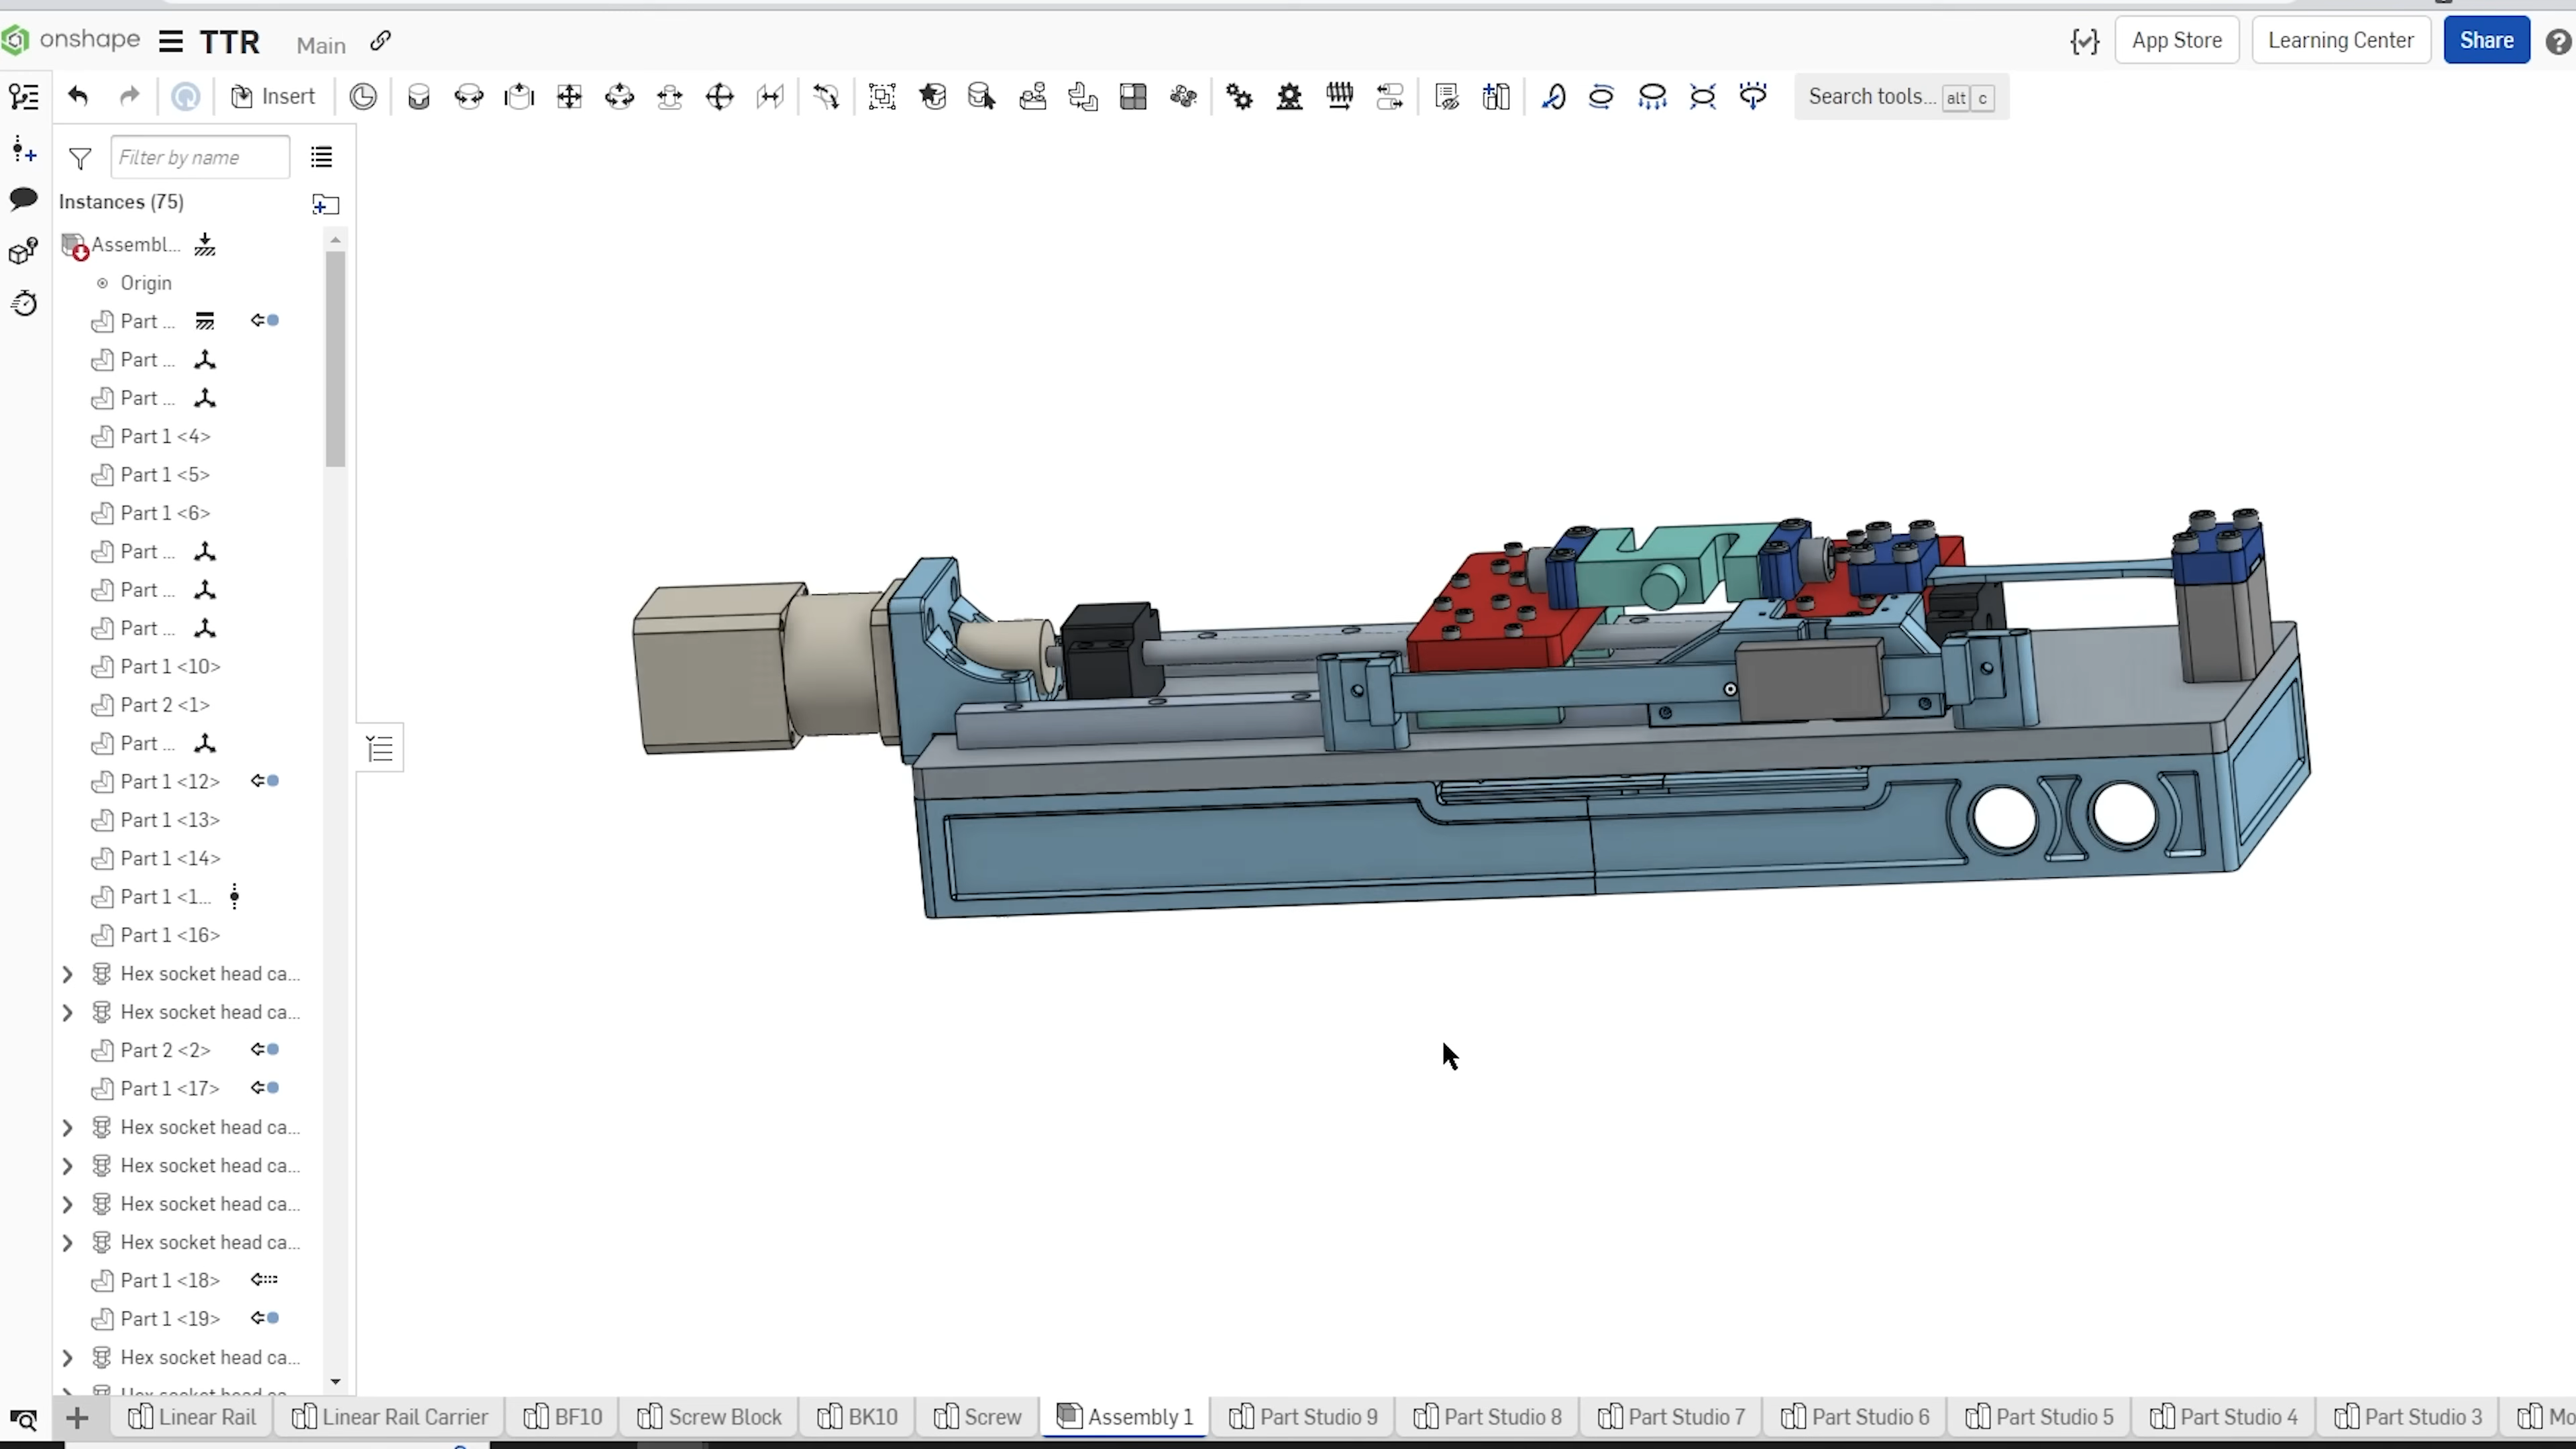 onshape TTR Main App Store Learning Center Share
Insert Search tools... alt c
Filter by name
Instances (75)
Assembl...
Origin
Part ...
Part ...
Part ...
Part 1 <4>
Part 1 <5>
Part 1 <6>
Part ...
Part ...
Part ...
Part 1 <10>
Part 2 <1>
Part ...
Part 1 <12>
Part 1 <13>
Part 1 <14>
Part 1 <1...
Part 1 <16>
Hex socket head ca...
Hex socket head ca...
Part 2 <2>
Part 1 <17>
Hex socket head ca...
Hex socket head ca...
Hex socket head ca...
Hex socket head ca...
Part 1 <18>
Part 1 <19>
Hex socket head ca...
Linear Rail Linear Rail Carrier BF10 Screw Block BK10 Screw Assembly 1 Part Studio 9 Part Studio 8 Part Studio 7 Part Studio 6 Part Studio 5 Part Studio 4 Part Studio 3 Mo